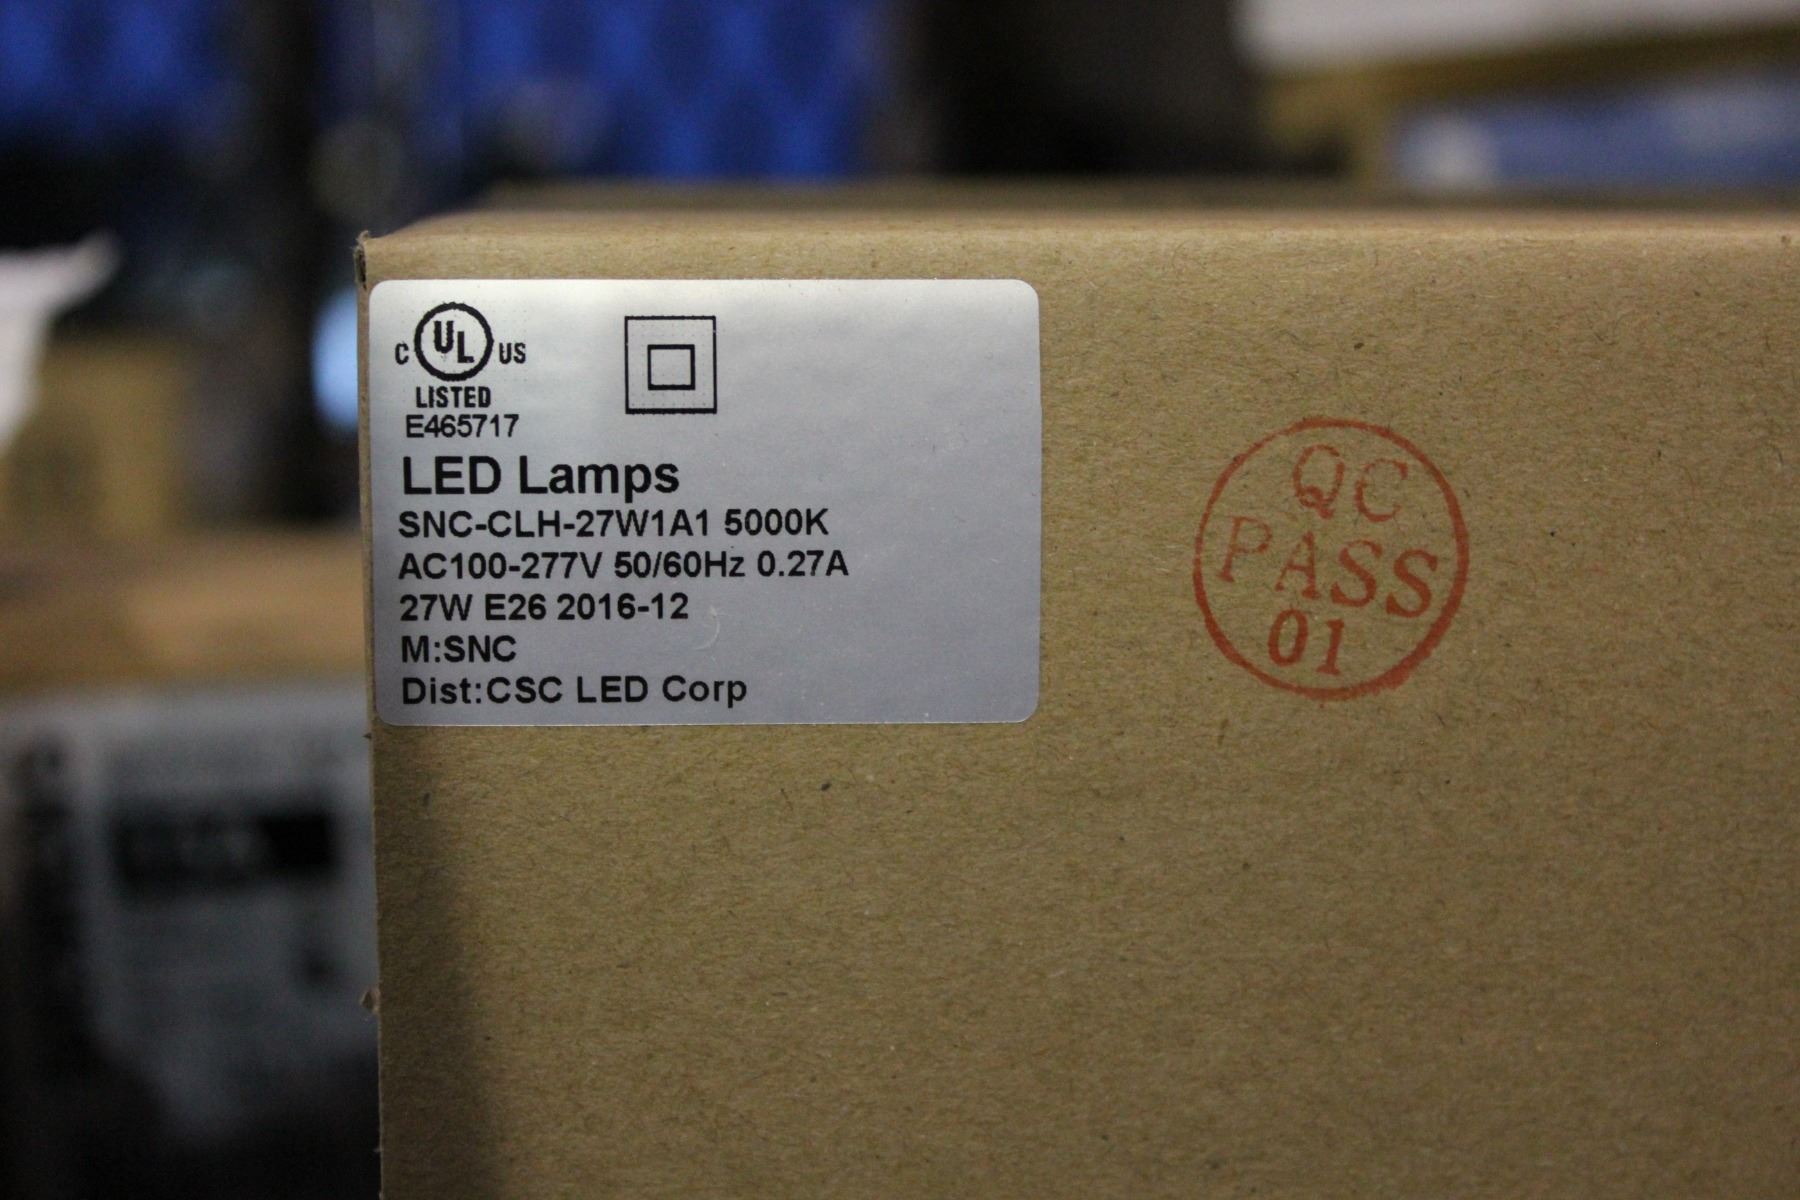 C UL US
LISTED
E465717
LED Lamps
SNC-CLH-27W1A1 5000K
AC100-277V 50/60Hz 0.27A
27W E26 2016-12
M:SNC
Dist:CSC LED Corp
QC
PASS
01